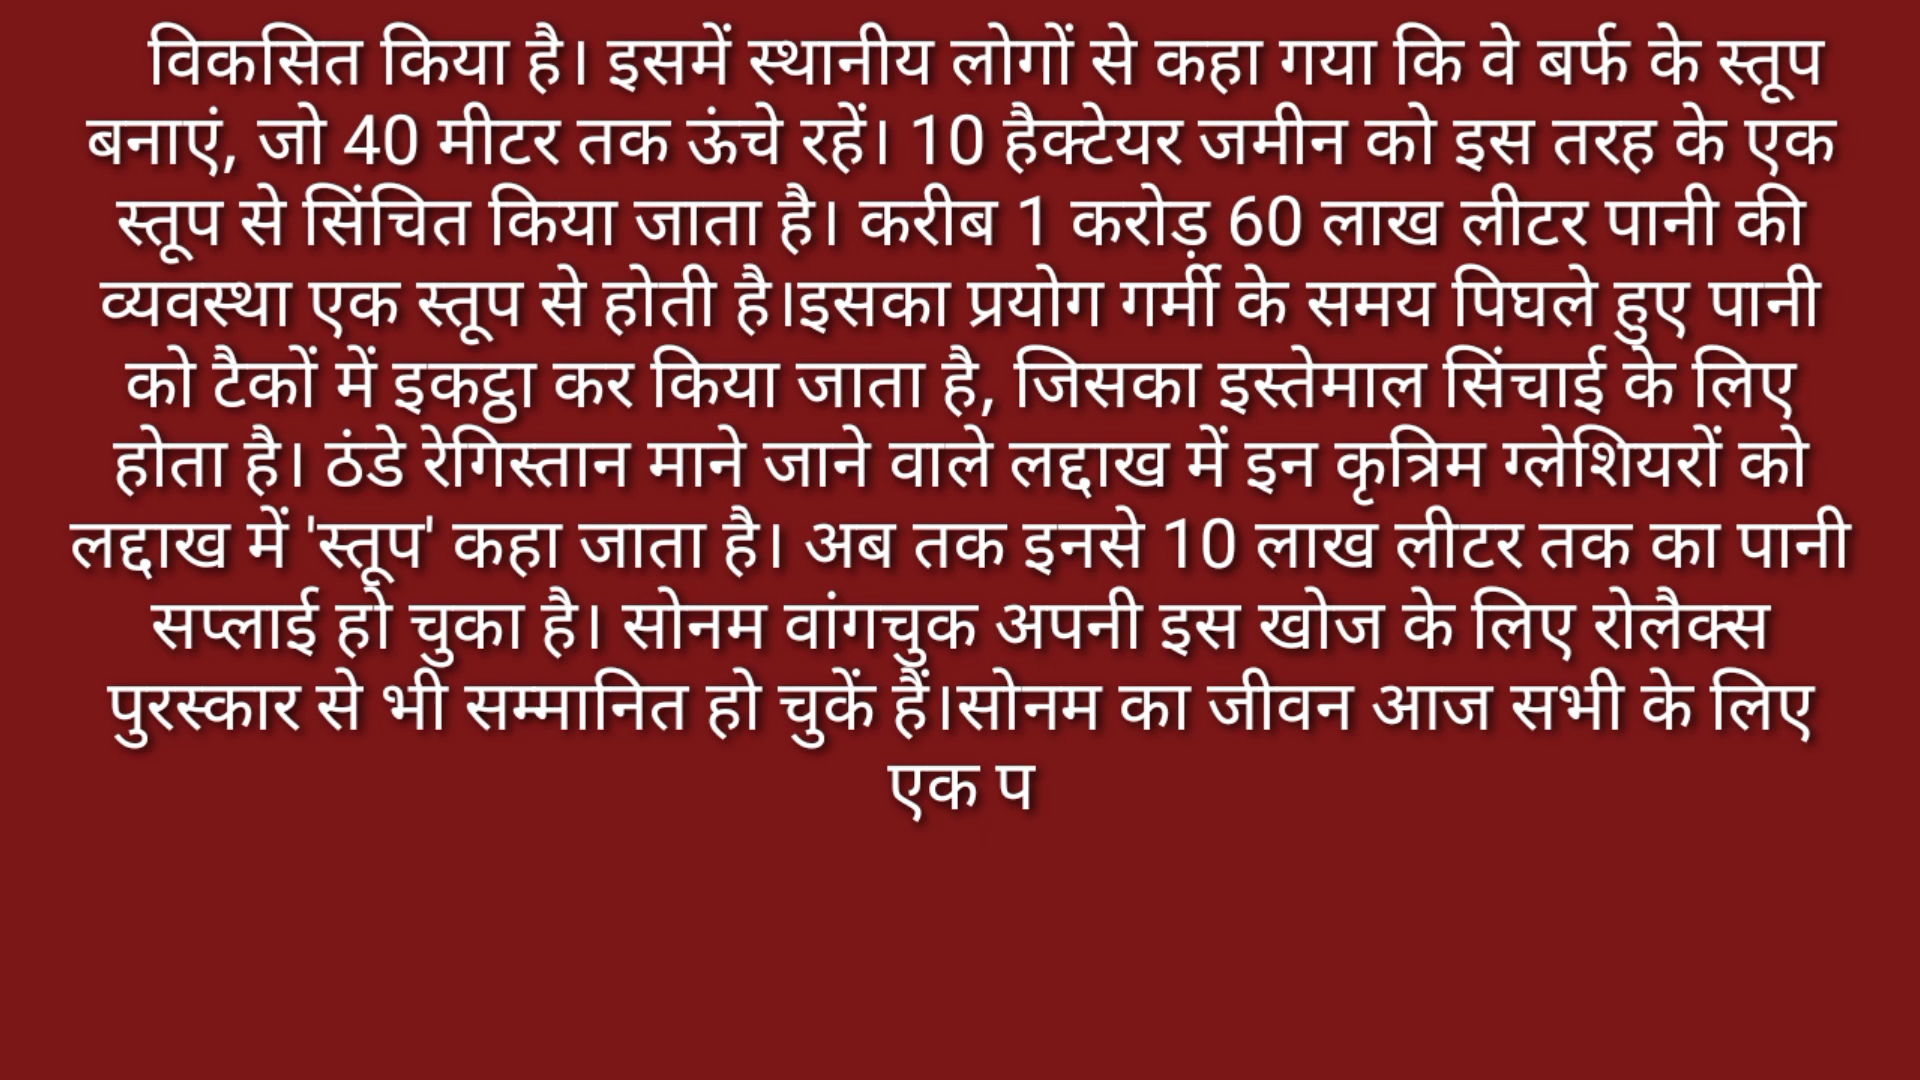 विकसित किया है। इसमें स्थानीय लोगों से कहा गया कि वे बर्फ के स्तूप
बनाएं, जो 40 मीटर तक ऊंचे रहें। 10 हैक्टेयर जमीन को इस तरह के एक
स्तूप से सिंचित किया जाता है। करीब 1 करोड़ 60 लाख लीटर पानी की
व्यवस्था एक स्तूप से होती है।इसका प्रयोग गर्मी के समय पिघले हुए पानी
को टैकों में इकट्ठा कर किया जाता है, जिसका इस्तेमाल सिंचाई के लिए
होता है। ठंडे रेगिस्तान माने जाने वाले लद्दाख में इन कृत्रिम ग्लेशियरों को
लद्दाख में 'स्तूप' कहा जाता है। अब तक इनसे 10 लाख लीटर तक का पानी
सप्लाई हो चुका है। सोनम वांगचुक अपनी इस खोज के लिए रोलैक्स
पुरस्कार से भी सम्मानित हो चुकें हैं।सोनम का जीवन आज सभी के लिए
एक प